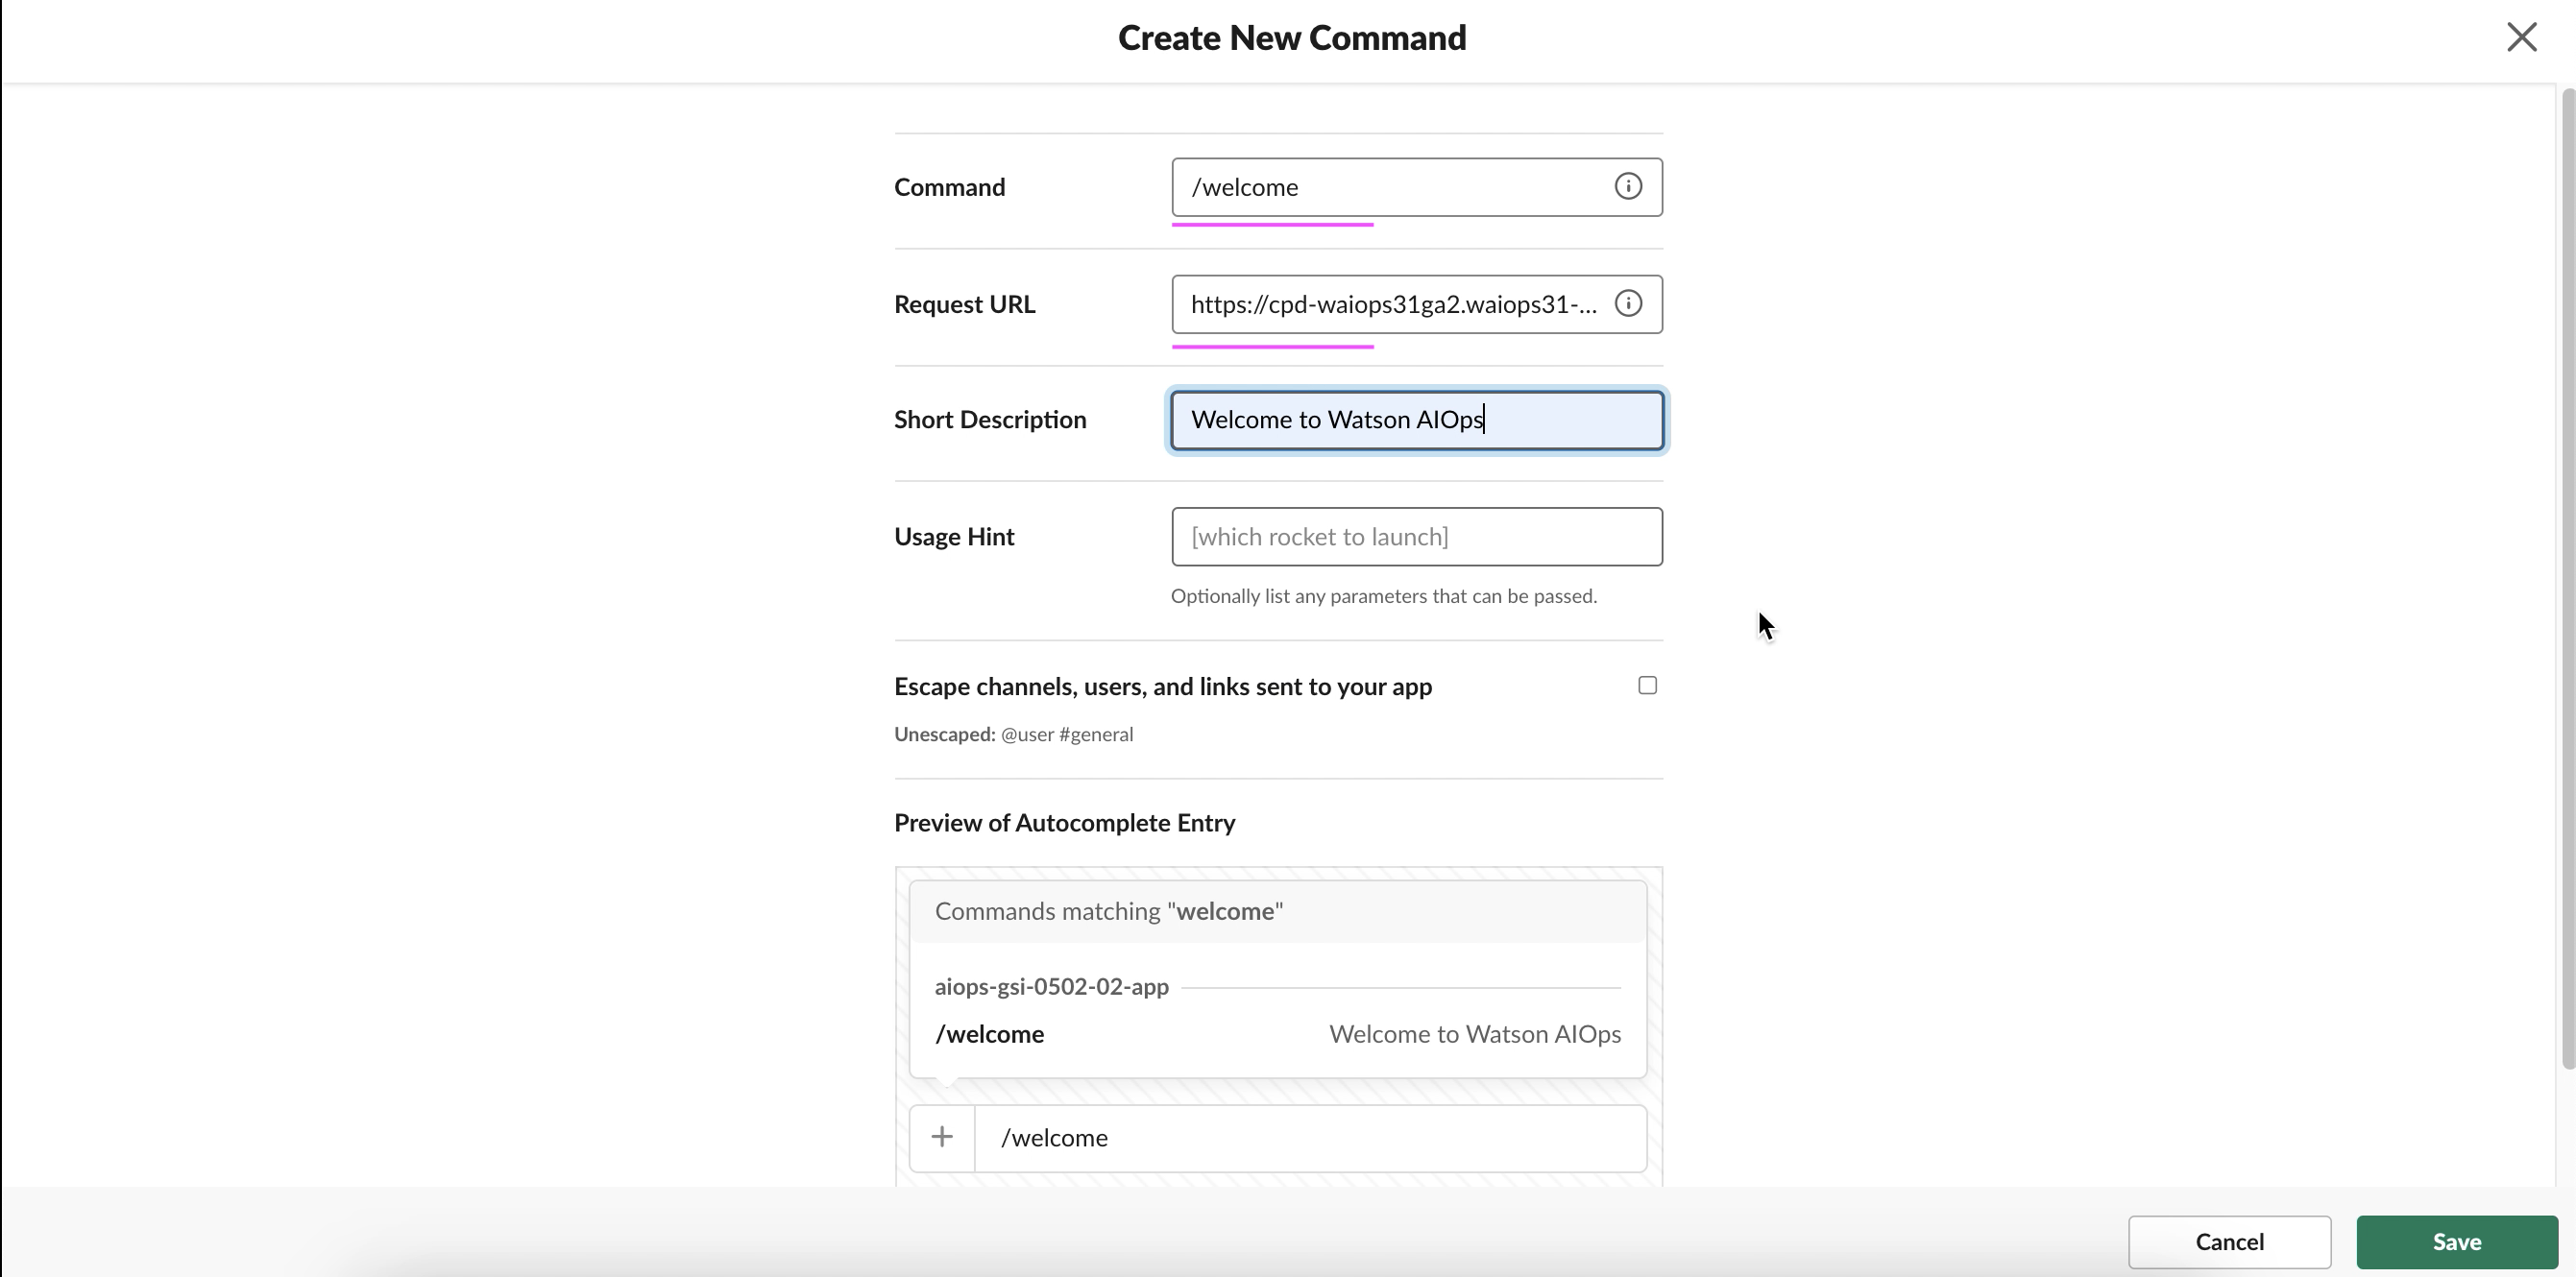 Create New Command
Command
/welcome
Request URL
https://cpd-waiops31ga2.waiops31-...
Short Description
Welcome to Watson AIOps
Usage Hint
[which rocket to launch]
Optionally list any parameters that can be passed.
Escape channels, users, and links sent to your app
Unescaped: @user #general
Preview of Autocomplete Entry
Commands matching "welcome"
aiops-gsi-0502-02-app
/welcome Welcome to Watson AIOps
+ /welcome
Cancel Save